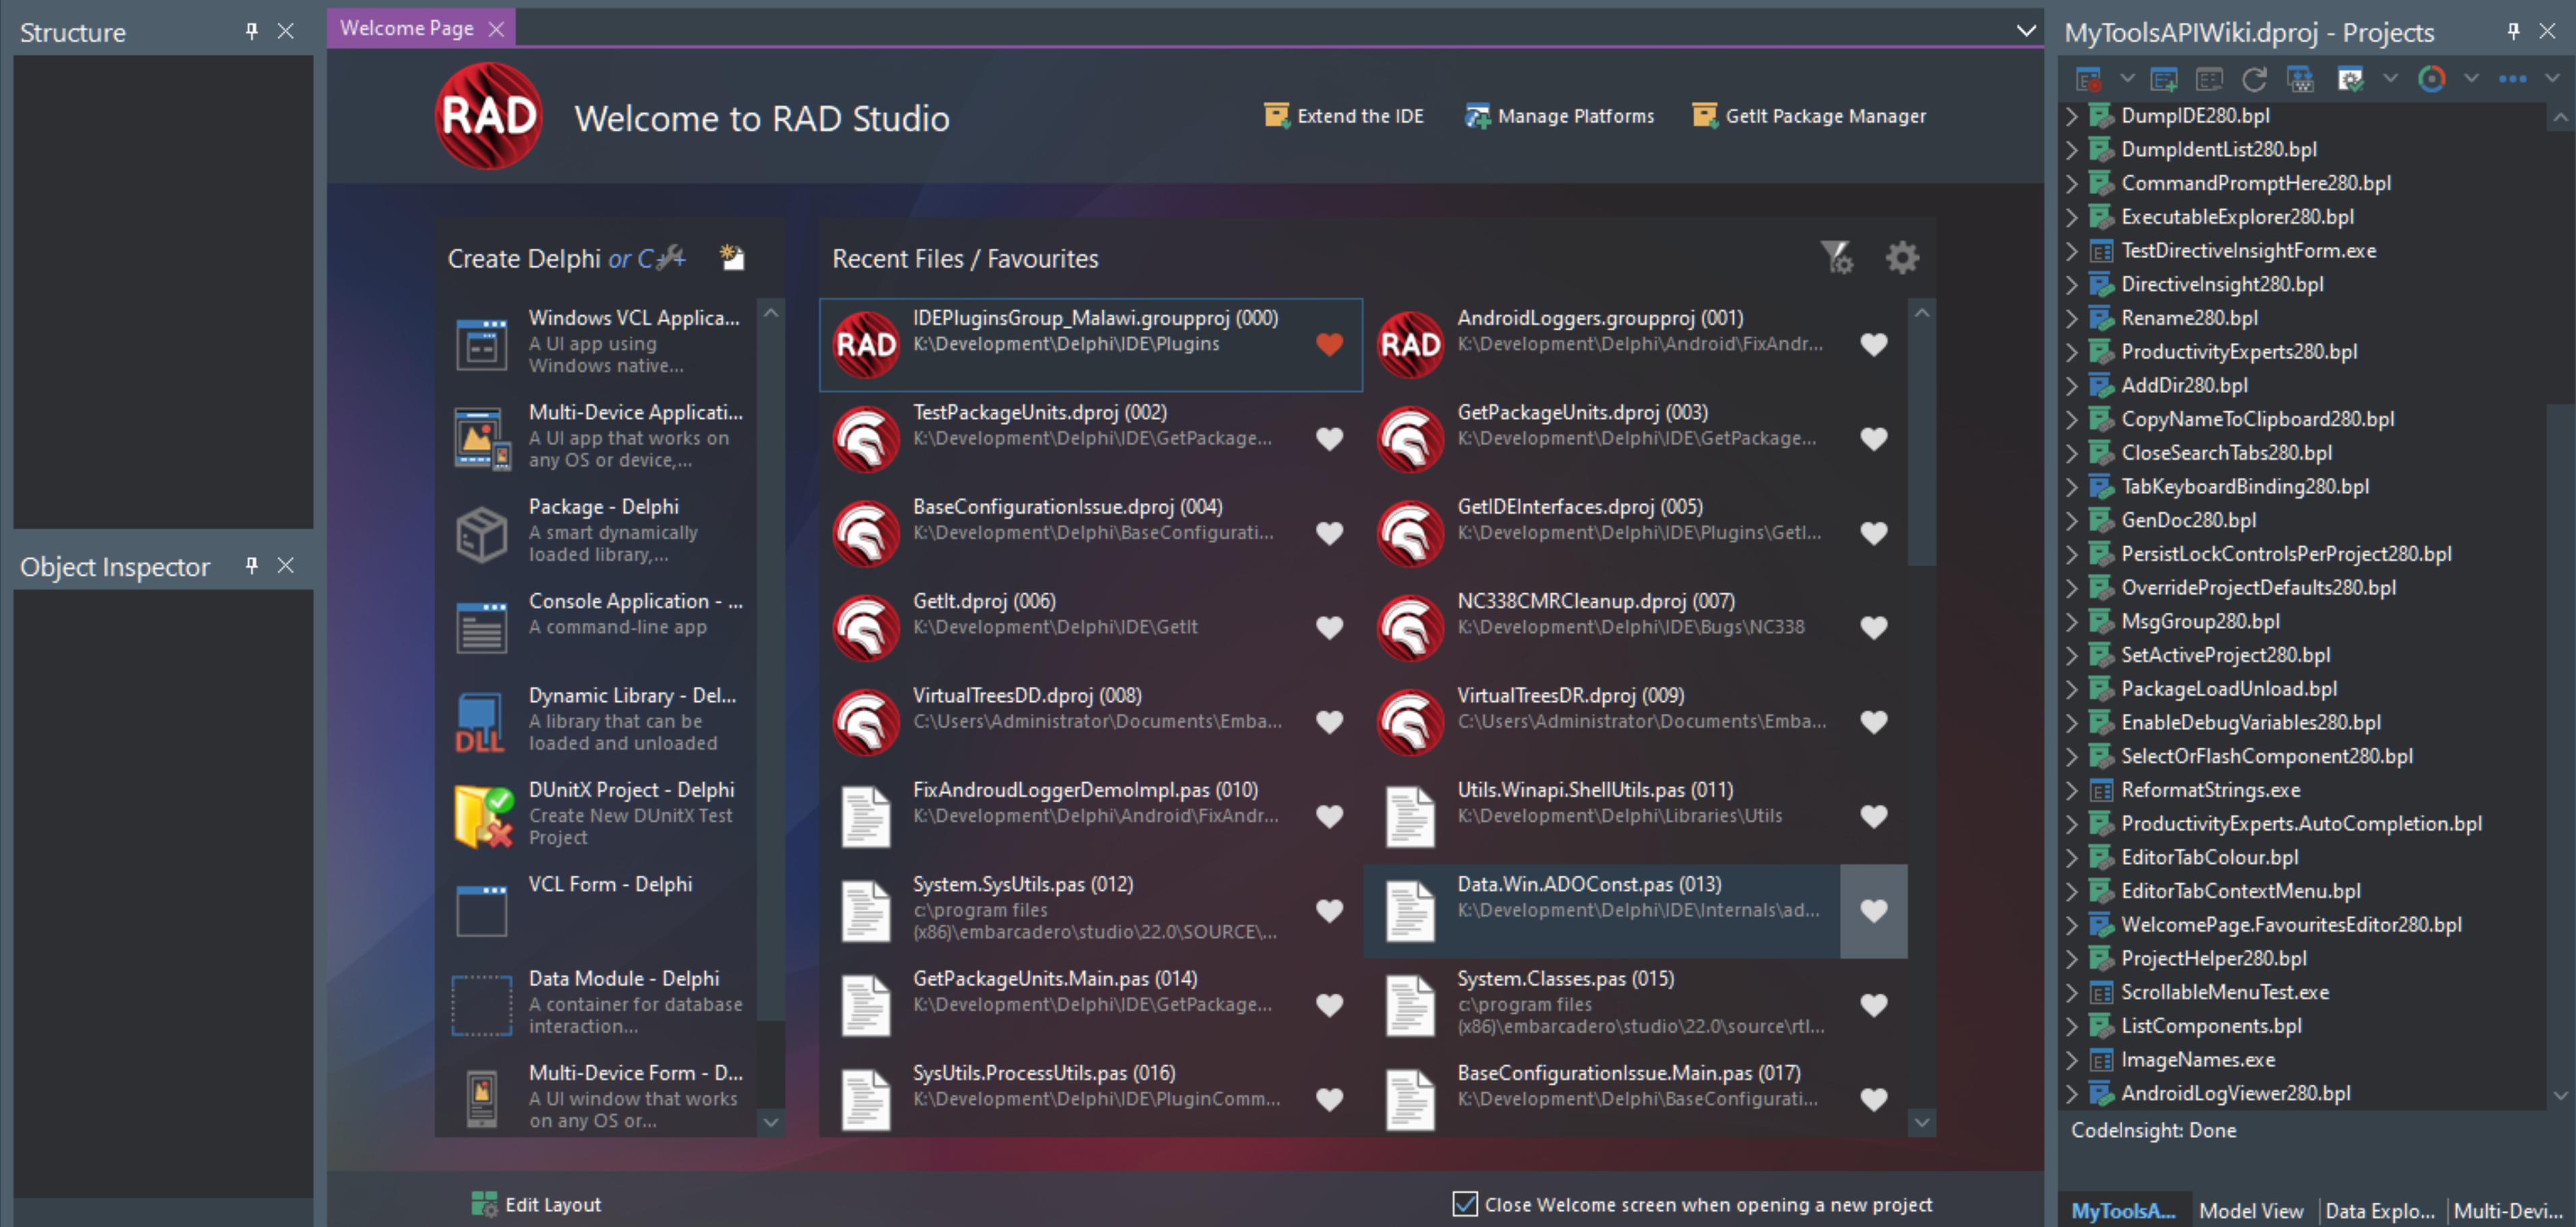 Structure
Object Inspector
Welcome Page
RAD
Welcome to RAD Studio
Extend the IDE
Manage Platforms
GetIt Package Manager
Create Delphi or C++
Windows VCL Applica...
A UI app using
Windows native...
Multi-Device Applicati...
A UI app that works on
any OS or device,...
Package - Delphi
A smart dynamically
loaded library,...
Console Application - ...
A command-line app
Dynamic Library - Del...
A library that can be
loaded and unloaded
DLL
DUnitX Project - Delphi
Create New DUnitX Test
Project
VCL Form - Delphi
Data Module - Delphi
A container for database
interaction...
Multi-Device Form - D...
A UI window that works
on any OS or...
Recent Files / Favourites
RAD
IDEPluginsGroup_Malawi.groupproj (000)
K:\Development\Delphi\IDE\Plugins
RAD
AndroidLoggers.groupproj (001)
K:\Development\Delphi\Android\FixAndr...
TestPackageUnits.dproj (002)
K:\Development\Delphi\IDE\GetPackage...
GetPackageUnits.dproj (003)
K:\Development\Delphi\IDE\GetPackage...
BaseConfigurationIssue.dproj (004)
K:\Development\Delphi\BaseConfigurati...
GetIDEInterfaces.dproj (005)
K:\Development\Delphi\IDE\Plugins\GetI...
GetIt.dproj (006)
K:\Development\Delphi\IDE\GetIt
NC338CMRCleanup.dproj (007)
K:\Development\Delphi\IDE\Bugs\NC338
VirtualTreesDD.dproj (008)
C:\Users\Administrator\Documents\Emba...
VirtualTreesDR.dproj (009)
C:\Users\Administrator\Documents\Emba...
FixAndroudLoggerDemoImpl.pas (010)
K:\Development\Delphi\Android\FixAndr...
Utils.Winapi.ShellUtils.pas (011)
K:\Development\Delphi\Libraries\Utils
System.SysUtils.pas (012)
c:\program files
(x86)\embarcadero\studio\22.0\SOURCE\...
Data.Win.ADOConst.pas (013)
K:\Development\Delphi\IDE\Internals\ad...
GetPackageUnits.Main.pas (014)
K:\Development\Delphi\IDE\GetPackage...
System.Classes.pas (015)
c:\program files
(x86)\embarcadero\studio\22.0\source\rtl...
SysUtils.ProcessUtils.pas (016)
K:\Development\Delphi\IDE\PluginComm...
BaseConfigurationIssue.Main.pas (017)
K:\Development\Delphi\BaseConfigurati...
Edit Layout
Close Welcome screen when opening a new project
MyToolsAPIWiki.dproj - Projects
DumpIDE280.bpl
DumpIdentList280.bpl
CommandPromptHere280.bpl
ExecutableExplorer280.bpl
TestDirectiveInsightForm.exe
DirectiveInsight280.bpl
Rename280.bpl
ProductivityExperts280.bpl
AddDir280.bpl
CopyNameToClipboard280.bpl
CloseSearchTabs280.bpl
TabKeyboardBinding280.bpl
GenDoc280.bpl
PersistLockControlsPerProject280.bpl
OverrideProjectDefaults280.bpl
MsgGroup280.bpl
SetActiveProject280.bpl
PackageLoadUnload.bpl
EnableDebugVariables280.bpl
SelectOrFlashComponent280.bpl
ReformatStrings.exe
ProductivityExperts.AutoCompletion.bpl
EditorTabColour.bpl
EditorTabContextMenu.bpl
WelcomePage.FavouritesEditor280.bpl
ProjectHelper280.bpl
ScrollableMenuTest.exe
ListComponents.bpl
ImageNames.exe
AndroidLogViewer280.bpl
CodeInsight: Done
MyToolsA...
Model View
Data Explo...
Multi-Devi...